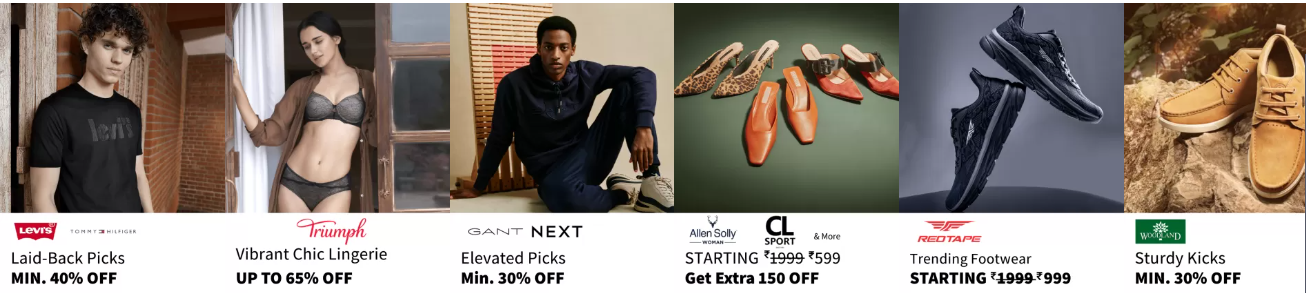 levi's
LEVI'S
TOMMY HILFIGER
Laid-Back Picks
MIN. 40% OFF
Triumph
Vibrant Chic Lingerie
UP TO 65% OFF
GANT NEXT
Elevated Picks
Min. 30% OFF
Allen Solly
WOMAN
CL
SPORT
& More
STARTING ₹1999 ₹599
Get Extra 150 OFF
REDTAPE
Trending Footwear
STARTING ₹1999 ₹999
WOODLAND
Sturdy Kicks
MIN. 30% OFF